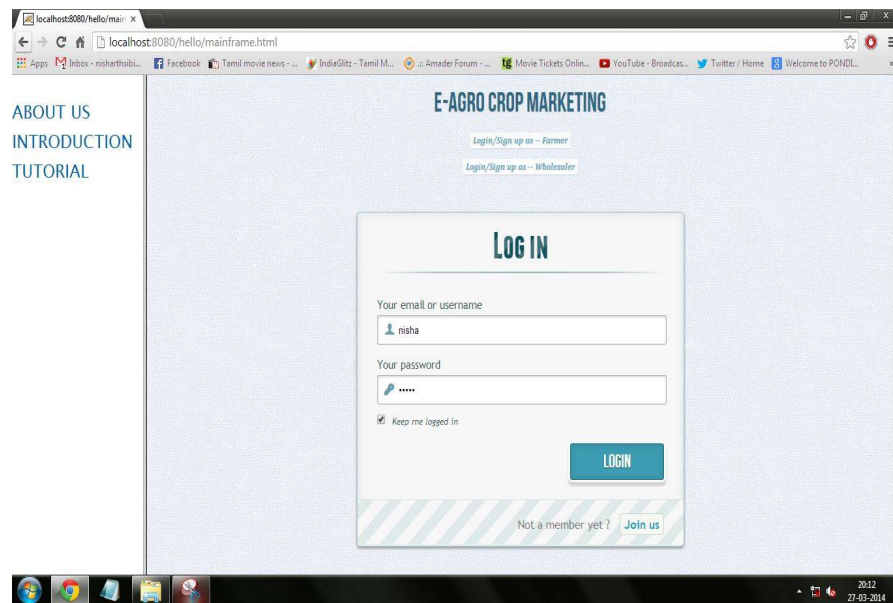 localhost:8080/hello/main
localhost:8080/hello/mainframe.html
Apps Inbox - nisharthsibi... Facebook Tamil movie news - ... IndiaGlitz - Tamil M... .:: Amader Forum - ... tg Movie Tickets Onlin... YouTube - Broadcas... Twitter / Home Welcome to PONDI...
ABOUT US
INTRODUCTION
TUTORIAL
E-AGRO CROP MARKETING
Login/Sign up as – Farmer
Login/Sign up as – Wholesaler
LOG IN
Your email or username
nisha
Your password
•••••
Keep me logged in
LOGIN
Not a member yet ? Join us
20:12
27-03-2014